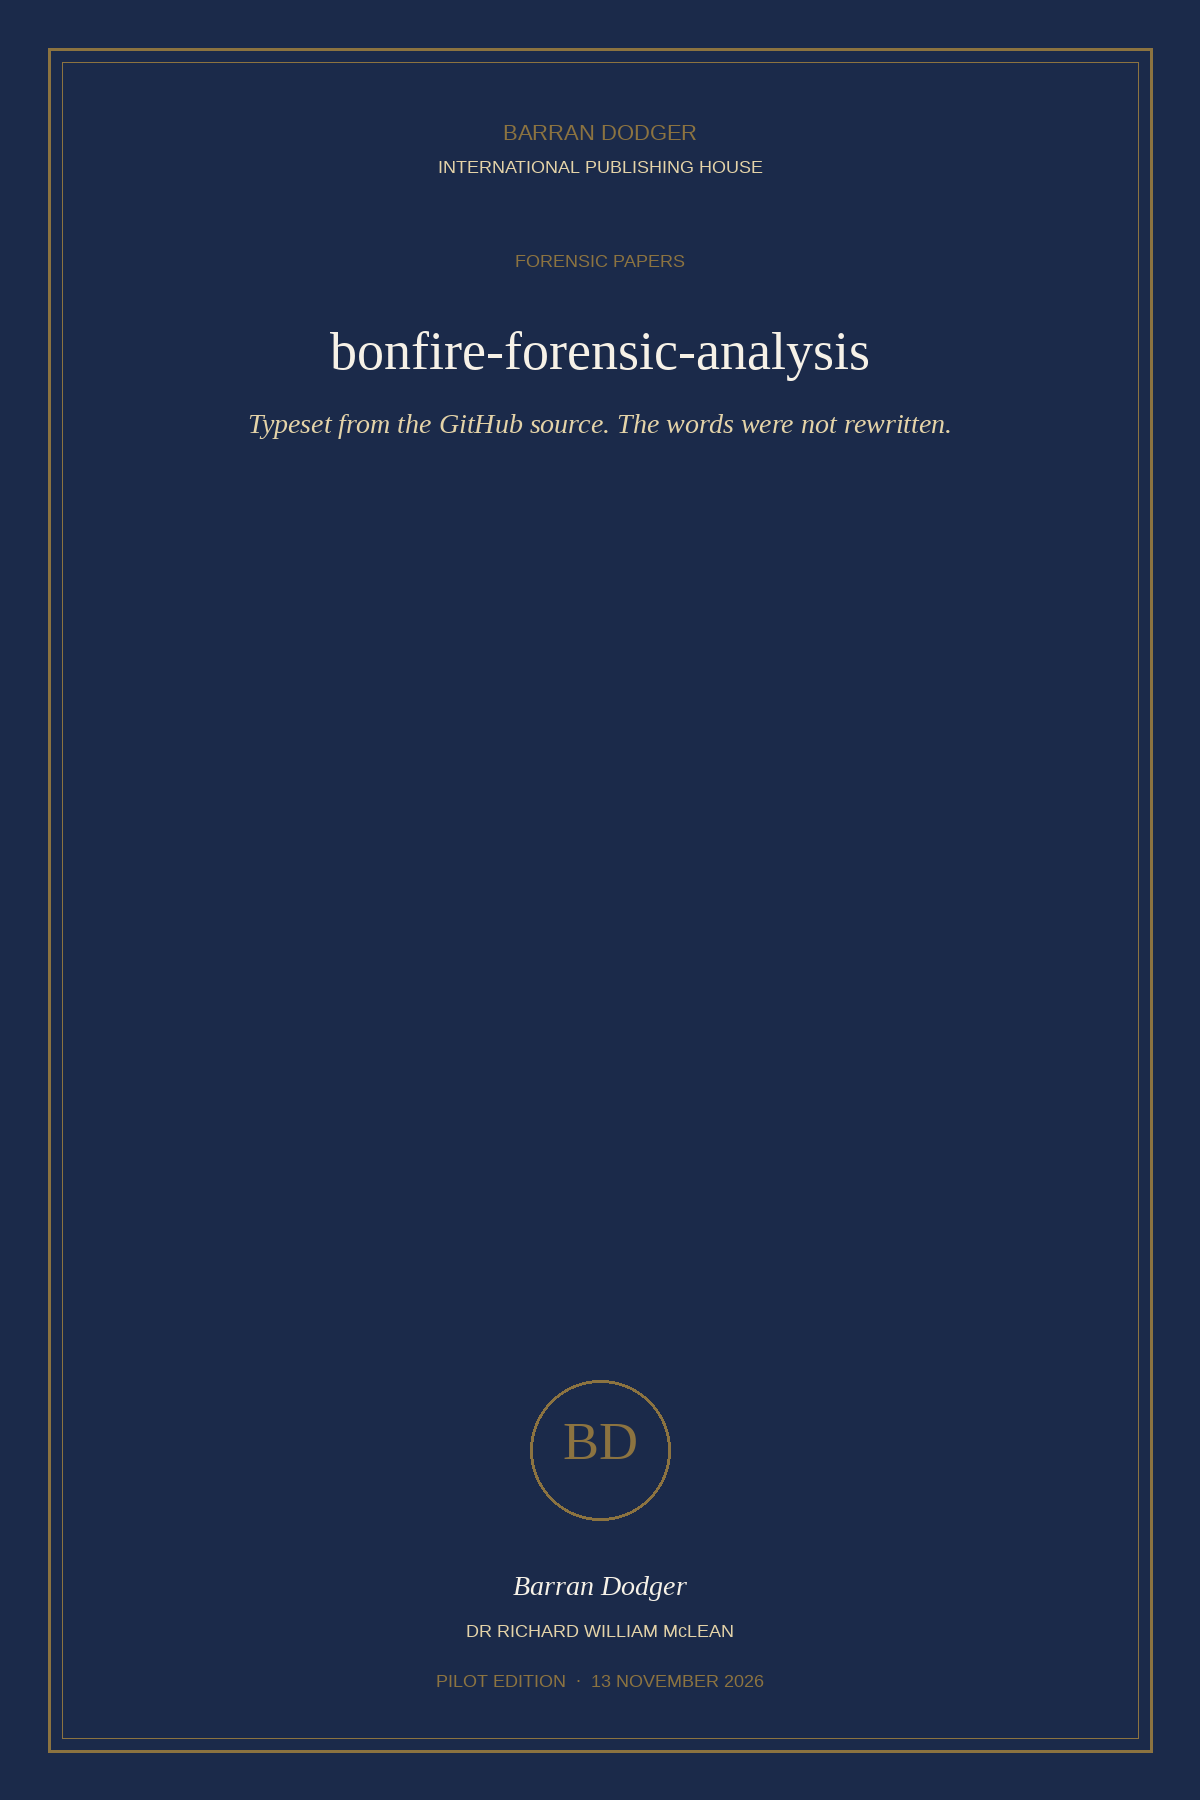 BARRAN DODGER
INTERNATIONAL PUBLISHING HOUSE
FORENSIC PAPERS
bonfire-forensic-analysis
Typeset from the GitHub source. The words were not rewritten.
BD
Barran Dodger
DR RICHARD WILLIAM McLEAN
PILOT EDITION · 13 NOVEMBER 2026